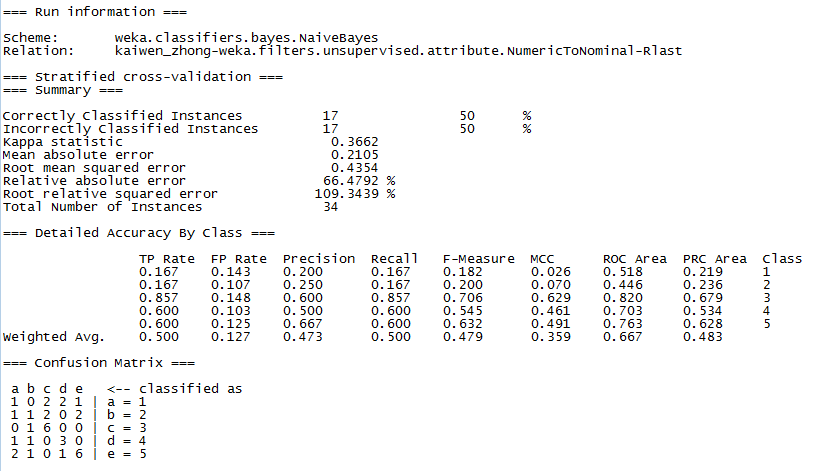 === Run information ===
Scheme: weka.classifiers.bayes.NaiveBayes
Relation: kaiwen_zhong-weka.filters.unsupervised.attribute.NumericToNominal-Rlast
=== Stratified cross-validation ===
=== Summary ===
Correctly Classified Instances 17 50 %
Incorrectly Classified Instances 17 50 %
Kappa statistic 0.3662
Mean absolute error 0.2105
Root mean squared error 0.4354
Relative absolute error 66.4792 %
Root relative squared error 109.3439 %
Total Number of Instances 34
=== Detailed Accuracy By Class ===
TP Rate FP Rate Precision Recall F-Measure MCC ROC Area PRC Area Class
0.167 0.143 0.200 0.167 0.182 0.026 0.518 0.219 1
0.167 0.107 0.250 0.167 0.200 0.070 0.446 0.236 2
0.857 0.148 0.600 0.857 0.706 0.629 0.820 0.679 3
0.600 0.103 0.500 0.600 0.545 0.461 0.703 0.534 4
0.600 0.125 0.667 0.600 0.632 0.491 0.763 0.628 5
Weighted Avg. 0.500 0.127 0.473 0.500 0.479 0.359 0.667 0.483
=== Confusion Matrix ===
a b c d e <-- classified as
1 0 2 2 1 | a = 1
1 1 2 0 2 | b = 2
0 1 6 0 0 | c = 3
1 1 0 3 0 | d = 4
2 1 0 1 6 | e = 5